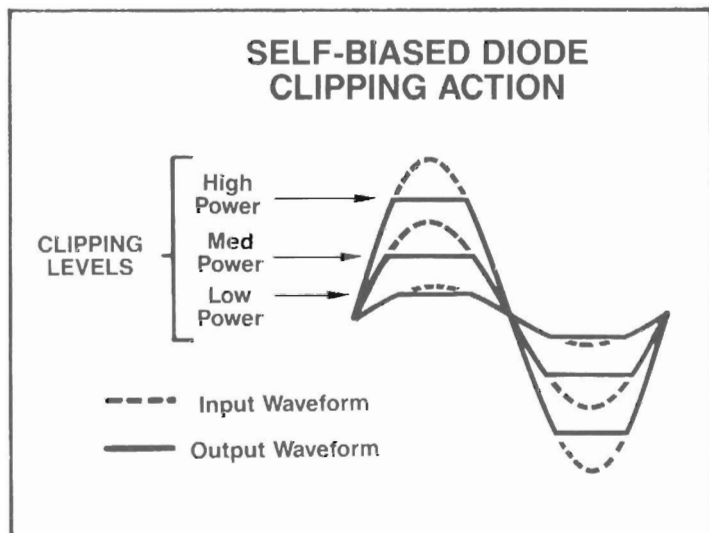 SELF-BIASED DIODE
CLIPPING ACTION
High
Power
CLIPPING
LEVELS
Med
Power
Low
Power
Input Waveform
Output Waveform